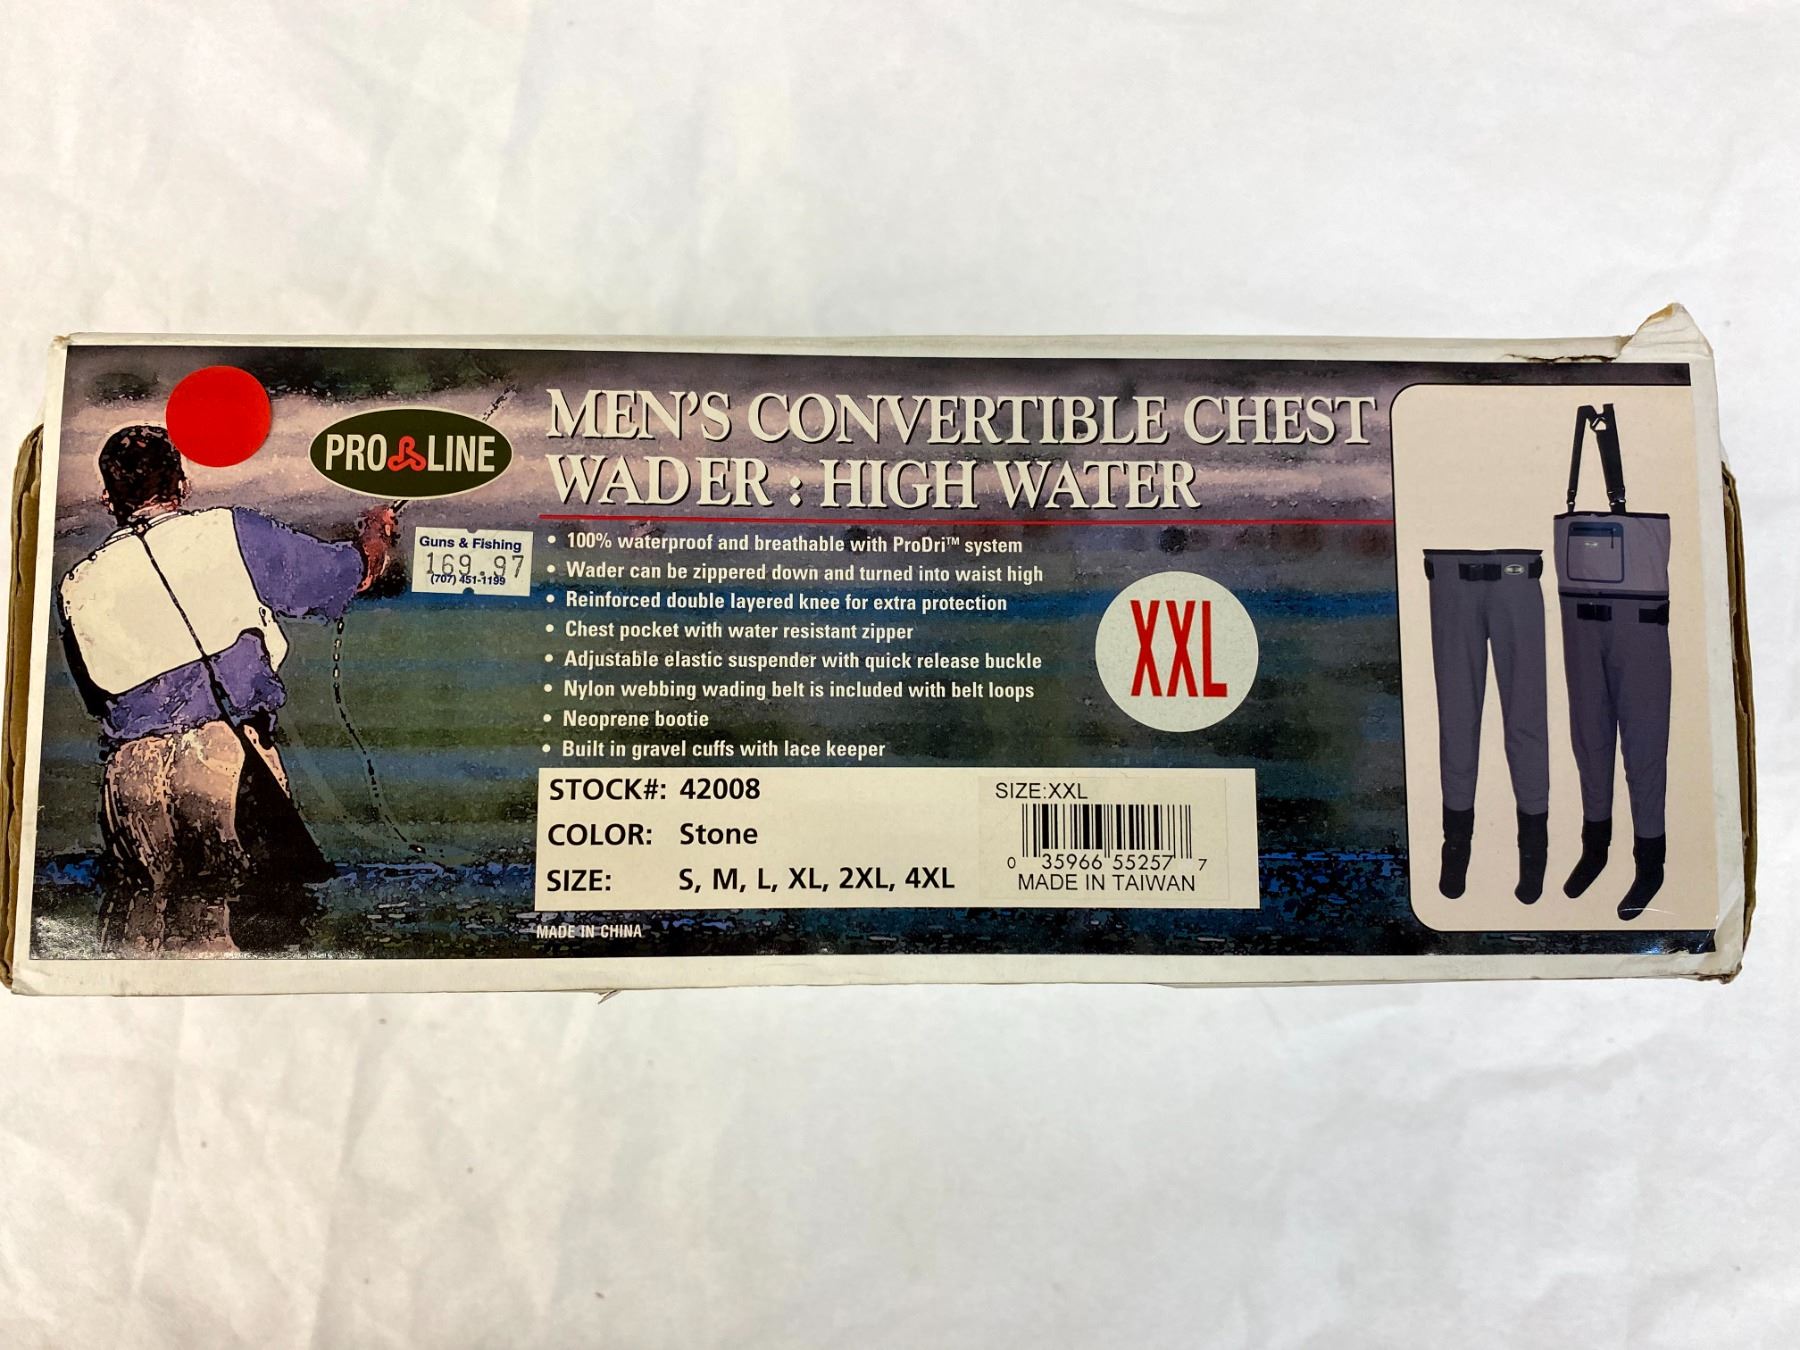 PRO LINE
MEN'S CONVERTIBLE CHEST
WADER : HIGH WATER
Guns & Fishing
169.97
(707) 451-1199
• 100% waterproof and breathable with ProDri™ system
• Wader can be zippered down and turned into waist high
• Reinforced double layered knee for extra protection
• Chest pocket with water resistant zipper
• Adjustable elastic suspender with quick release buckle
• Nylon webbing wading belt is included with belt loops
• Neoprene bootie
• Built in gravel cuffs with lace keeper
XXL
STOCK#: 42008
COLOR: Stone
SIZE: S, M, L, XL, 2XL, 4XL
SIZE:XXL
0 35966 55257 7
MADE IN TAIWAN
MADE IN CHINA